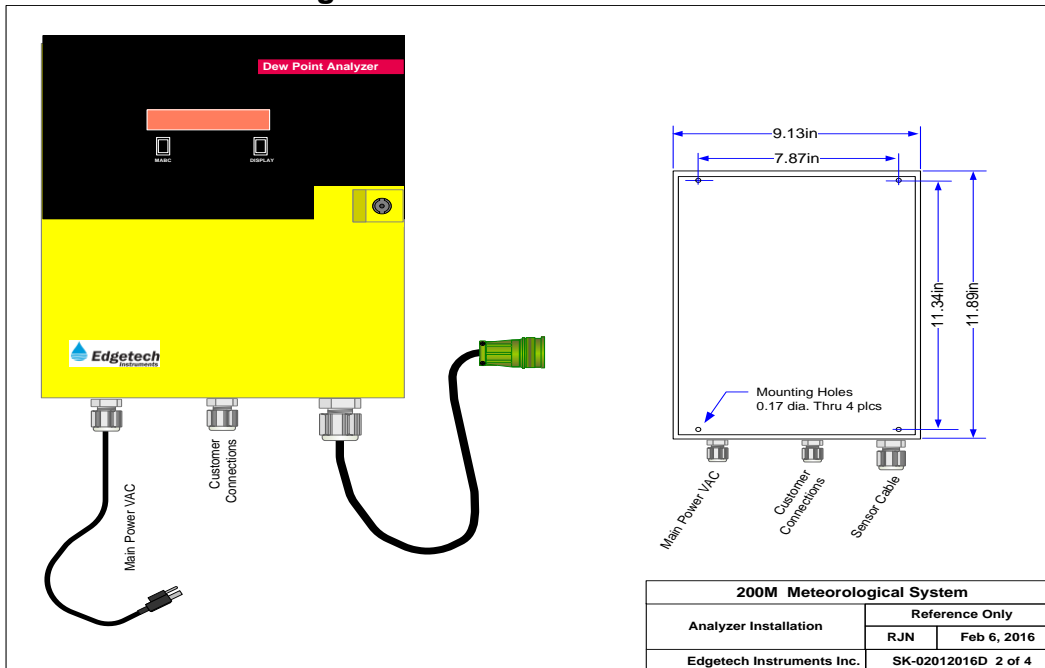 Dew Point Analyzer
MABC
DISPLAY
Edgetech
Instruments
Main Power VAC
Customer
Connections
9.13in
7.87in
11.34in
11.89in
Mounting Holes
0.17 dia. Thru 4 plcs
Main Power VAC
Customer
Connections
Sensor Cable
200M Meteorological System
Analyzer Installation
Reference Only
RJN
Feb 6, 2016
Edgetech Instruments Inc.
SK-02012016D 2 of 4